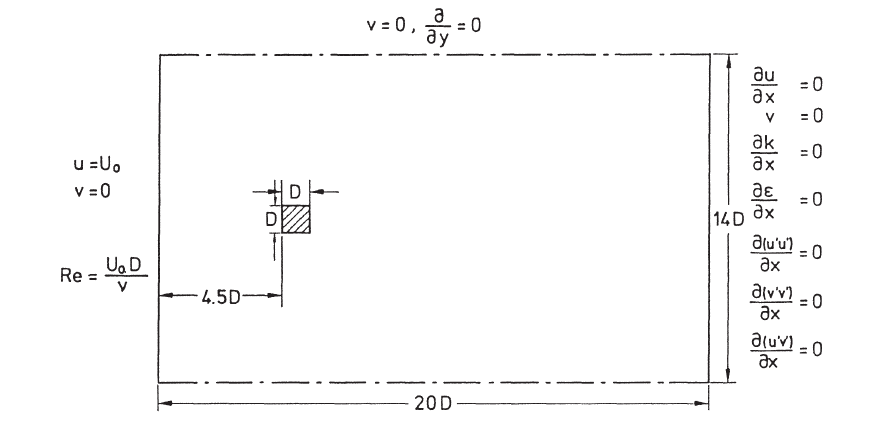 v=0, ∂/∂y =0
u=U₀
v=0
Re = U₀D/ν
D
D
4.5D
20D
14D
∂u/∂x =0
v =0
∂k/∂x =0
∂ε/∂x =0
∂(u'u')/∂x =0
∂(v'v')/∂x =0
∂(u'v')/∂x =0